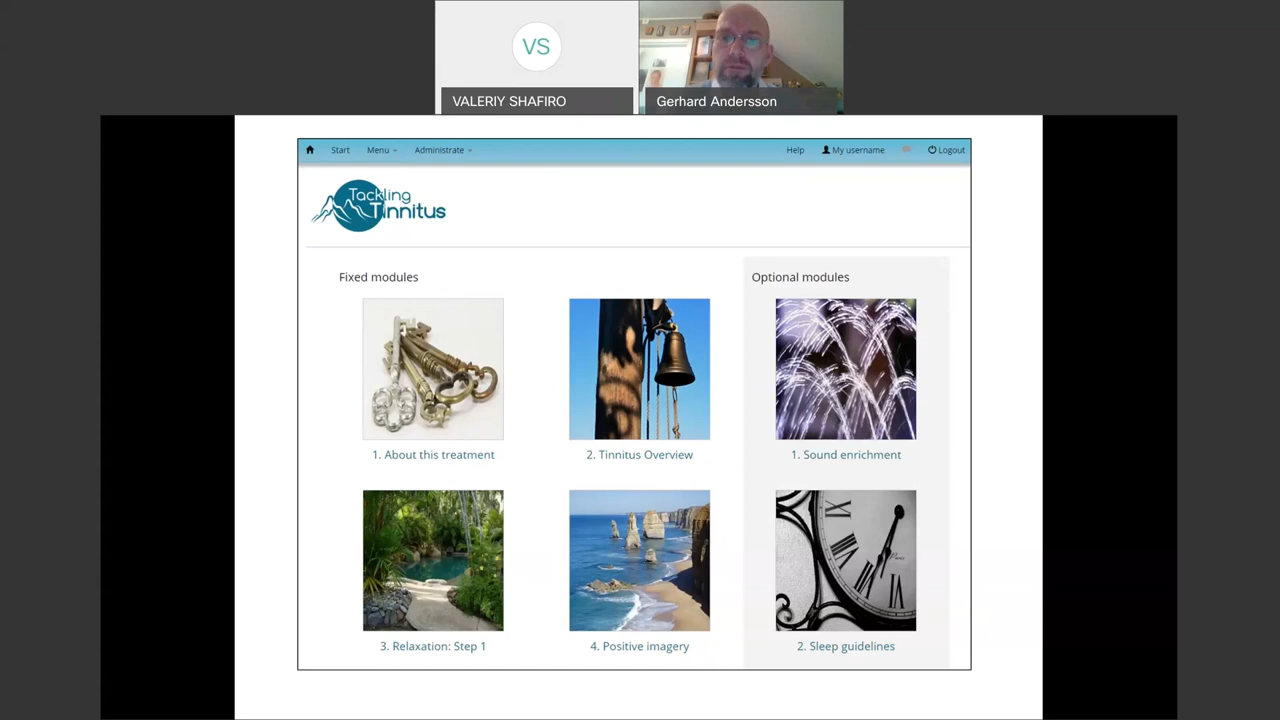 VS
VALERIY SHAFIRO
Gerhard Andersson
Start Menu Administrate Help My username Logout
Tackling
Tinnitus
Fixed modules
Optional modules
1. About this treatment
2. Tinnitus Overview
1. Sound enrichment
3. Relaxation: Step 1
4. Positive imagery
2. Sleep guidelines